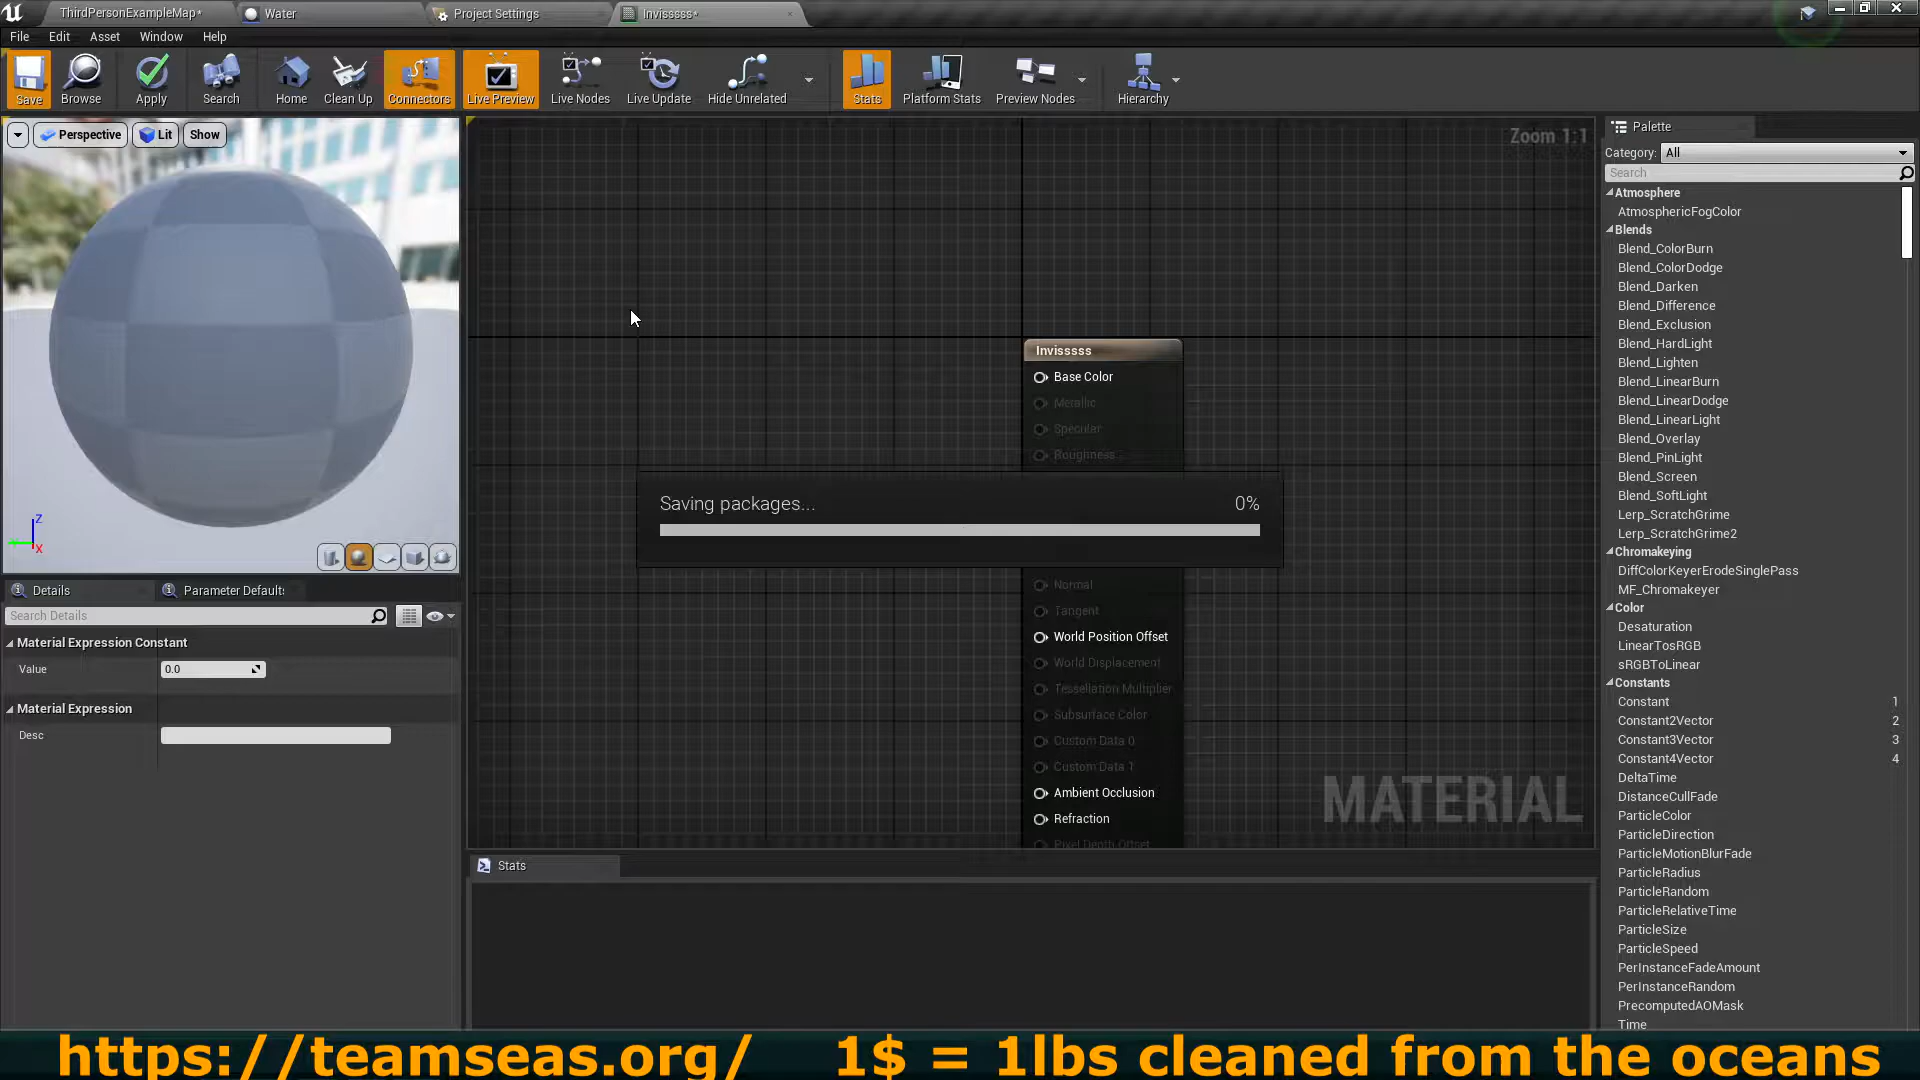 ThirdPersonExampleMap*
Water
Project Settings
Invisssss*
File
Edit
Asset
Window
Help
Save
Browse
Apply
Search
Home
Clean Up
Connectors
Live Preview
Live Nodes
Live Update
Hide Unrelated
Stats
Platform Stats
Preview Nodes
Hierarchy
Perspective
Lit
Show
Z
X
Details
Parameter Defaults
Search Details
Material Expression Constant
Value
0.0
Material Expression
Desc
Zoom 1:1
Invisssss
Base Color
Metallic
Specular
Roughness
Saving packages...
0%
Normal
Tangent
World Position Offset
World Displacement
Tessellation Multiplier
Subsurface Color
Custom Data 0
Custom Data 1
Ambient Occlusion
Refraction
Pixel Depth Offset
MATERIAL
Stats
Palette
Category:
All
Search
Atmosphere
AtmosphericFogColor
Blends
Blend_ColorBurn
Blend_ColorDodge
Blend_Darken
Blend_Difference
Blend_Exclusion
Blend_HardLight
Blend_Lighten
Blend_LinearBurn
Blend_LinearDodge
Blend_LinearLight
Blend_Overlay
Blend_PinLight
Blend_Screen
Blend_SoftLight
Lerp_ScratchGrime
Lerp_ScratchGrime2
Chromakeying
DiffColorKeyerErodeSinglePass
MF_Chromakeyer
Color
Desaturation
LinearTosRGB
sRGBToLinear
Constants
Constant 1
Constant2Vector 2
Constant3Vector 3
Constant4Vector 4
DeltaTime
DistanceCullFade
ParticleColor
ParticleDirection
ParticleMotionBlurFade
ParticleRadius
ParticleRandom
ParticleRelativeTime
ParticleSize
ParticleSpeed
PerInstanceFadeAmount
PerInstanceRandom
PrecomputedAOMask
Time
https://teamseas.org/ 1$ = 1lbs cleaned from the oceans